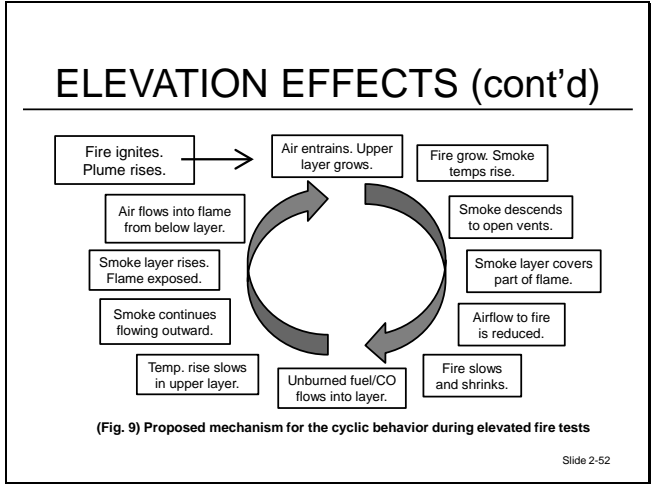 ELEVATION EFFECTS (cont'd)
Fire ignites.
Plume rises.
Air entrains. Upper
layer grows.
Fire grow. Smoke
temps rise.
Smoke descends
to open vents.
Smoke layer covers
part of flame.
Airflow to fire
is reduced.
Fire slows
and shrinks.
Unburned fuel/CO
flows into layer.
Temp. rise slows
in upper layer.
Smoke continues
flowing outward.
Smoke layer rises.
Flame exposed.
Air flows into flame
from below layer.
(Fig. 9) Proposed mechanism for the cyclic behavior during elevated fire tests
Slide 2-52